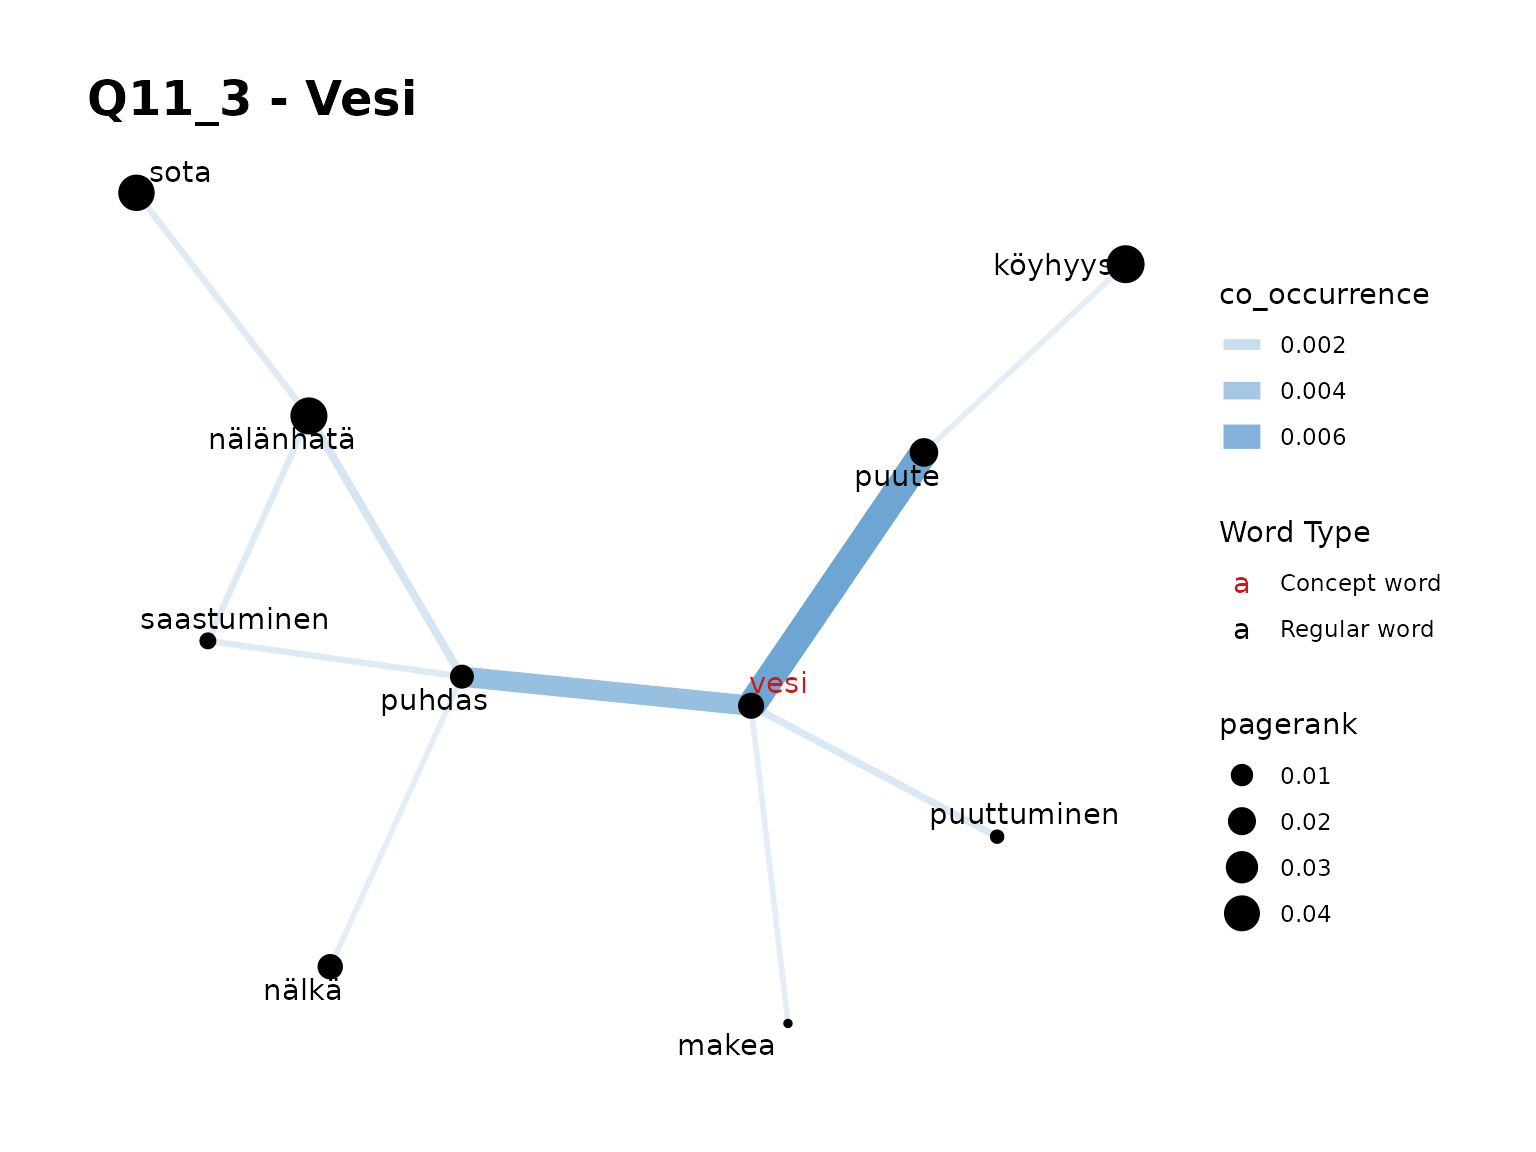 Q11_3 - Vesi
sota
köyhyys
nälänhätä
puute
saastuminen
vesi
puhdas
puuttuminen
nälkä
makea
co_occurrence
0.002
0.004
0.006
Word Type
a Concept word
a Regular word
pagerank
0.01
0.02
0.03
0.04